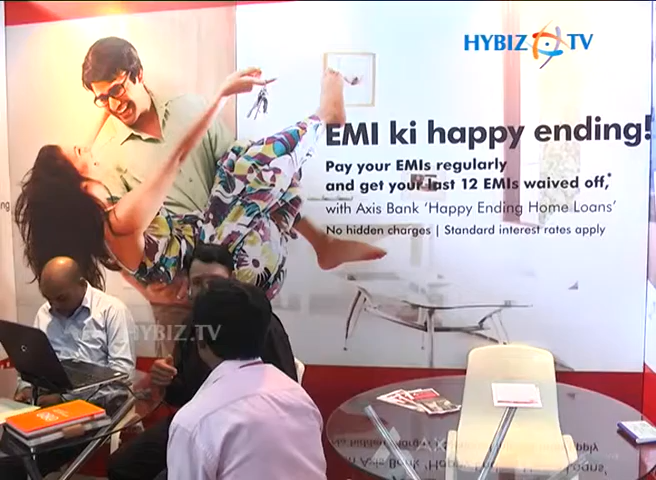 HYBIZ TV
EMI ki happy ending!
Pay your EMIs regularly
and get your last 12 EMIs waived off,*
with Axis Bank ‘Happy Ending Home Loans’
No hidden charges | Standard interest rates apply
HYBIZ.TV